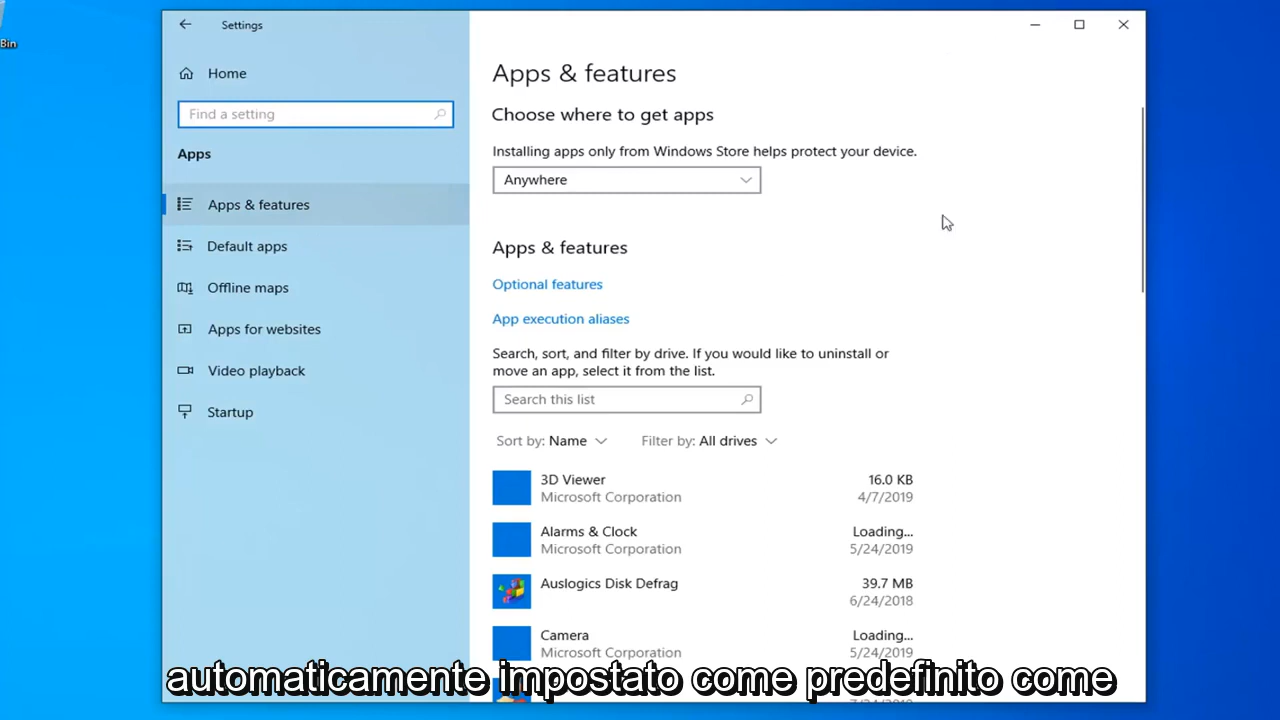 Bin
Settings
Home
Find a setting
Apps
Apps & features
Default apps
Offline maps
Apps for websites
Video playback
Startup
Apps & features
Choose where to get apps
Installing apps only from Windows Store helps protect your device.
Anywhere
Apps & features
Optional features
App execution aliases
Search, sort, and filter by drive. If you would like to uninstall or
move an app, select it from the list.
Search this list
Sort by: Name Filter by: All drives
3D Viewer 16.0 KB
Microsoft Corporation 4/7/2019
Alarms & Clock Loading...
Microsoft Corporation 5/24/2019
Auslogics Disk Defrag 39.7 MB
6/24/2018
Camera Loading...
Microsoft Corporation 5/24/2019
automaticamente impostato come predefinito come